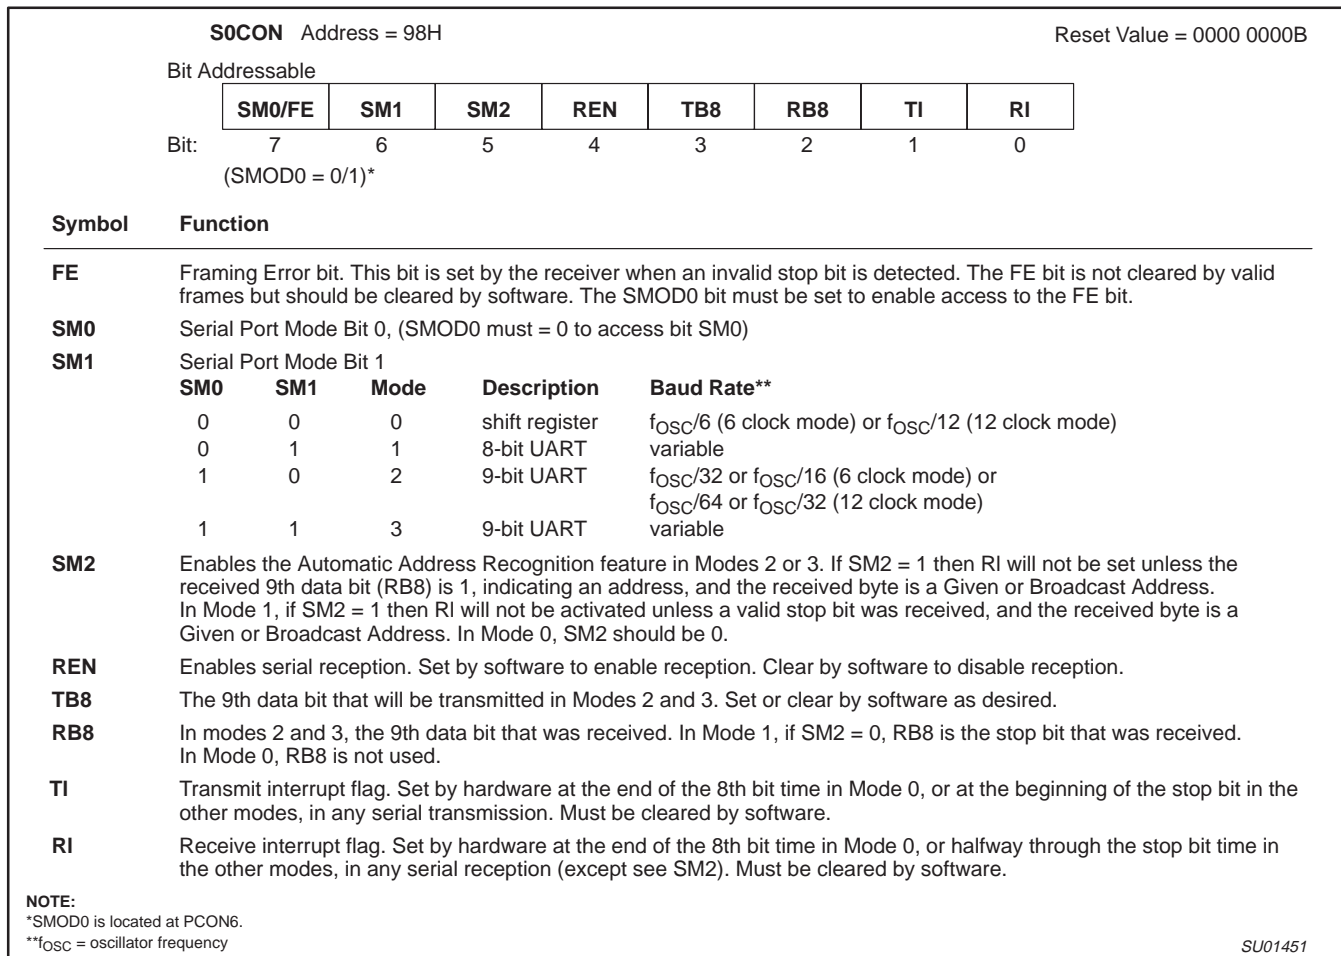 S0CON Address = 98H Reset Value = 0000 0000B
Bit Addressable
SM0/FE SM1 SM2 REN TB8 RB8 TI RI
Bit: 7 6 5 4 3 2 1 0
(SMOD0 = 0/1)*
Symbol Function
FE Framing Error bit. This bit is set by the receiver when an invalid stop bit is detected. The FE bit is not cleared by valid
frames but should be cleared by software. The SMOD0 bit must be set to enable access to the FE bit.
SM0 Serial Port Mode Bit 0, (SMOD0 must = 0 to access bit SM0)
SM1 Serial Port Mode Bit 1
SM0 SM1 Mode Description Baud Rate**
0 0 0 shift register fOSC/6 (6 clock mode) or fOSC/12 (12 clock mode)
0 1 1 8-bit UART variable
1 0 2 9-bit UART fOSC/32 or fOSC/16 (6 clock mode) or
fOSC/64 or fOSC/32 (12 clock mode)
1 1 3 9-bit UART variable
SM2 Enables the Automatic Address Recognition feature in Modes 2 or 3. If SM2 = 1 then RI will not be set unless the
received 9th data bit (RB8) is 1, indicating an address, and the received byte is a Given or Broadcast Address.
In Mode 1, if SM2 = 1 then RI will not be activated unless a valid stop bit was received, and the received byte is a
Given or Broadcast Address. In Mode 0, SM2 should be 0.
REN Enables serial reception. Set by software to enable reception. Clear by software to disable reception.
TB8 The 9th data bit that will be transmitted in Modes 2 and 3. Set or clear by software as desired.
RB8 In modes 2 and 3, the 9th data bit that was received. In Mode 1, if SM2 = 0, RB8 is the stop bit that was received.
In Mode 0, RB8 is not used.
TI Transmit interrupt flag. Set by hardware at the end of the 8th bit time in Mode 0, or at the beginning of the stop bit in the
other modes, in any serial transmission. Must be cleared by software.
RI Receive interrupt flag. Set by hardware at the end of the 8th bit time in Mode 0, or halfway through the stop bit time in
the other modes, in any serial reception (except see SM2). Must be cleared by software.
NOTE:
*SMOD0 is located at PCON6.
**fOSC = oscillator frequency SU01451